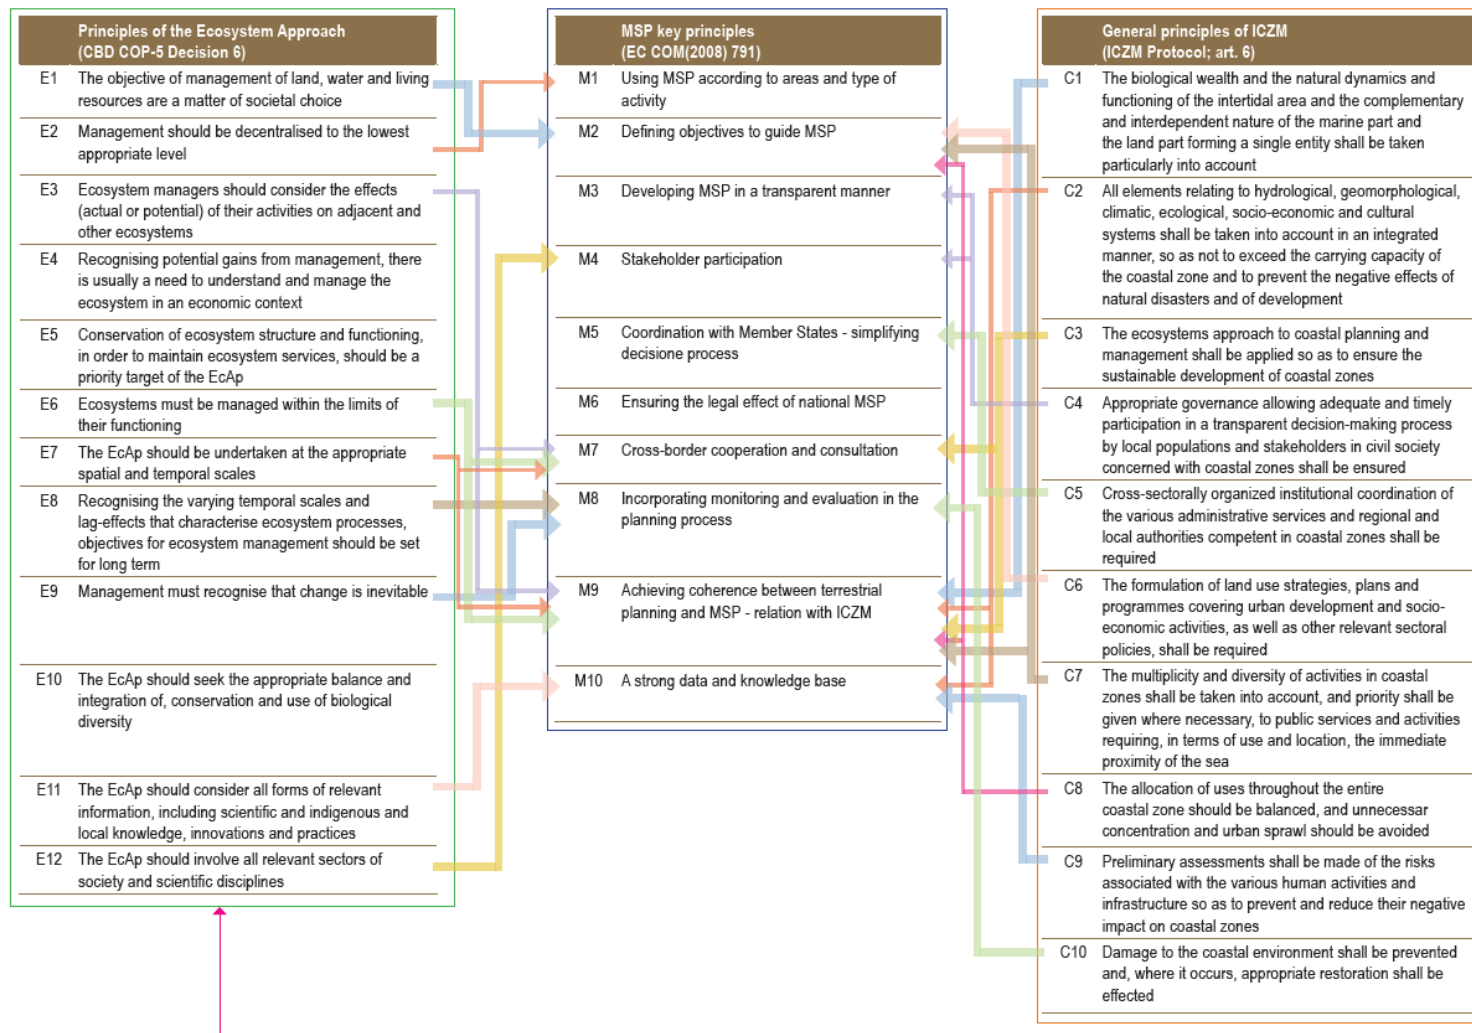 Principles of the Ecosystem Approach
(CBD COP-5 Decision 6)
E1 The objective of management of land, water and living
resources are a matter of societal choice
E2 Management should be decentralised to the lowest
appropriate level
E3 Ecosystem managers should consider the effects
(actual or potential) of their activities on adjacent and
other ecosystems
E4 Recognising potential gains from management, there
is usually a need to understand and manage the
ecosystem in an economic context
E5 Conservation of ecosystem structure and functioning,
in order to maintain ecosystem services, should be a
priority target of the EcAp
E6 Ecosystems must be managed within the limits of
their functioning
E7 The EcAp should be undertaken at the appropriate
spatial and temporal scales
E8 Recognising the varying temporal scales and
lag-effects that characterise ecosystem processes,
objectives for ecosystem management should be set
for long term
E9 Management must recognise that change is inevitable
E10 The EcAp should seek the appropriate balance and
integration of, conservation and use of biological
diversity
E11 The EcAp should consider all forms of relevant
information, including scientific and indigenous and
local knowledge, innovations and practices
E12 The EcAp should involve all relevant sectors of
society and scientific disciplines
MSP key principles
(EC COM(2008) 791)
M1 Using MSP according to areas and type of
activity
M2 Defining objectives to guide MSP
M3 Developing MSP in a transparent manner
M4 Stakeholder participation
M5 Coordination with Member States - simplifying
decisione process
M6 Ensuring the legal effect of national MSP
M7 Cross-border cooperation and consultation
M8 Incorporating monitoring and evaluation in the
planning process
M9 Achieving coherence between terrestrial
planning and MSP - relation with ICZM
M10 A strong data and knowledge base
General principles of ICZM
(ICZM Protocol; art. 6)
C1 The biological wealth and the natural dynamics and
functioning of the intertidal area and the complementary
and interdependent nature of the marine part and
the land part forming a single entity shall be taken
particularly into account
C2 All elements relating to hydrological, geomorphological,
climatic, ecological, socio-economic and cultural
systems shall be taken into account in an integrated
manner, so as not to exceed the carrying capacity of
the coastal zone and to prevent the negative effects of
natural disasters and of development
C3 The ecosystems approach to coastal planning and
management shall be applied so as to ensure the
sustainable development of coastal zones
C4 Appropriate governance allowing adequate and timely
participation in a transparent decision-making process
by local populations and stakeholders in civil society
concerned with coastal zones shall be ensured
C5 Cross-sectorally organized institutional coordination of
the various administrative services and regional and
local authorities competent in coastal zones shall be
required
C6 The formulation of land use strategies, plans and
programmes covering urban development and socio-
economic activities, as well as other relevant sectoral
policies, shall be required
C7 The multiplicity and diversity of activities in coastal
zones shall be taken into account, and priority shall be
given where necessary, to public services and activities
requiring, in terms of use and location, the immediate
proximity of the sea
C8 The allocation of uses throughout the entire
coastal zone should be balanced, and unnecessar
concentration and urban sprawl should be avoided
C9 Preliminary assessments shall be made of the risks
associated with the various human activities and
infrastructure so as to prevent and reduce their negative
impact on coastal zones
C10 Damage to the coastal environment shall be prevented
and, where it occurs, appropriate restoration shall be
effected